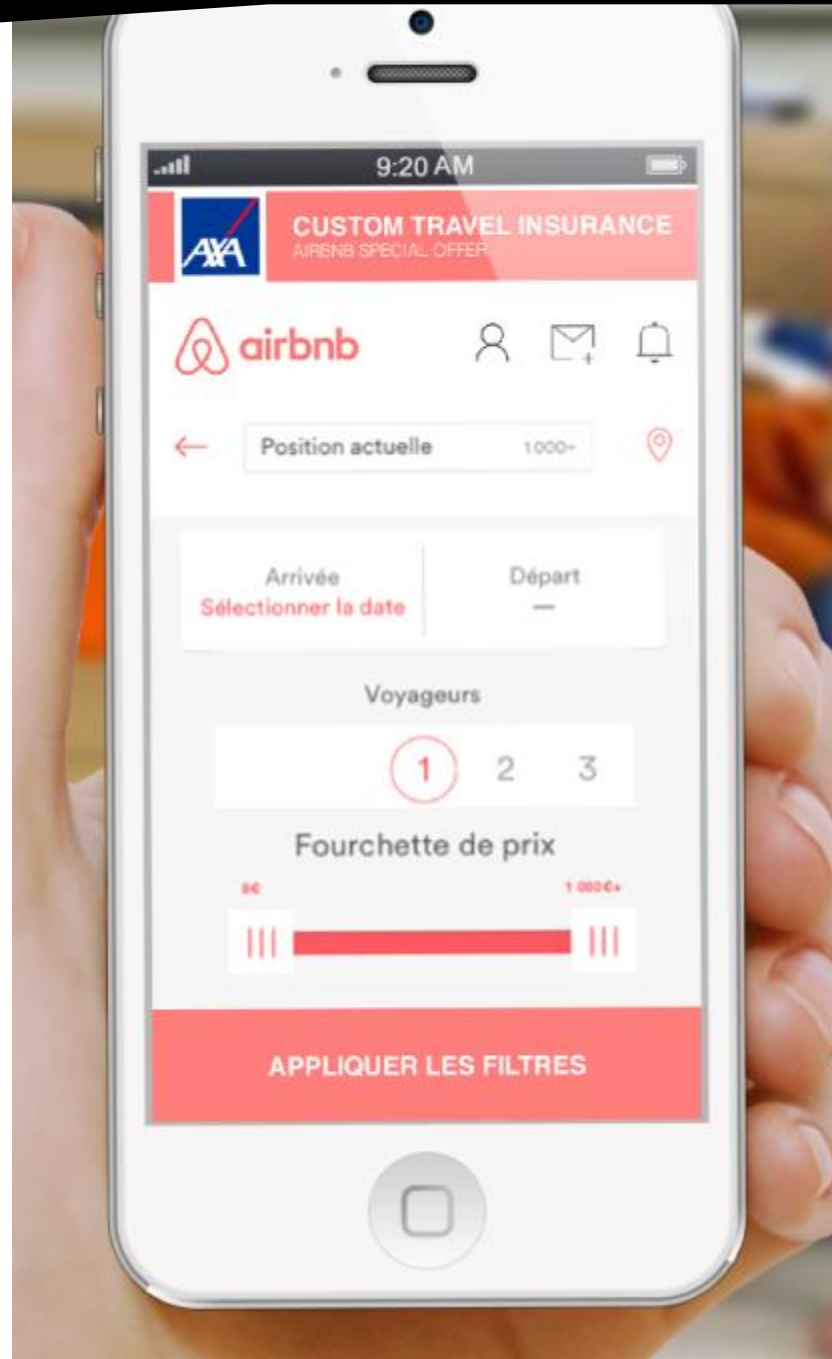 9:20 AM
AXA
CUSTOM TRAVEL INSURANCE
AIRBNB SPECIAL OFFER
airbnb
Position actuelle 1000+
Arrivée Départ
Sélectionner la date —
Voyageurs
1 2 3
Fourchette de prix
1 000€+
APPLIQUER LES FILTRES